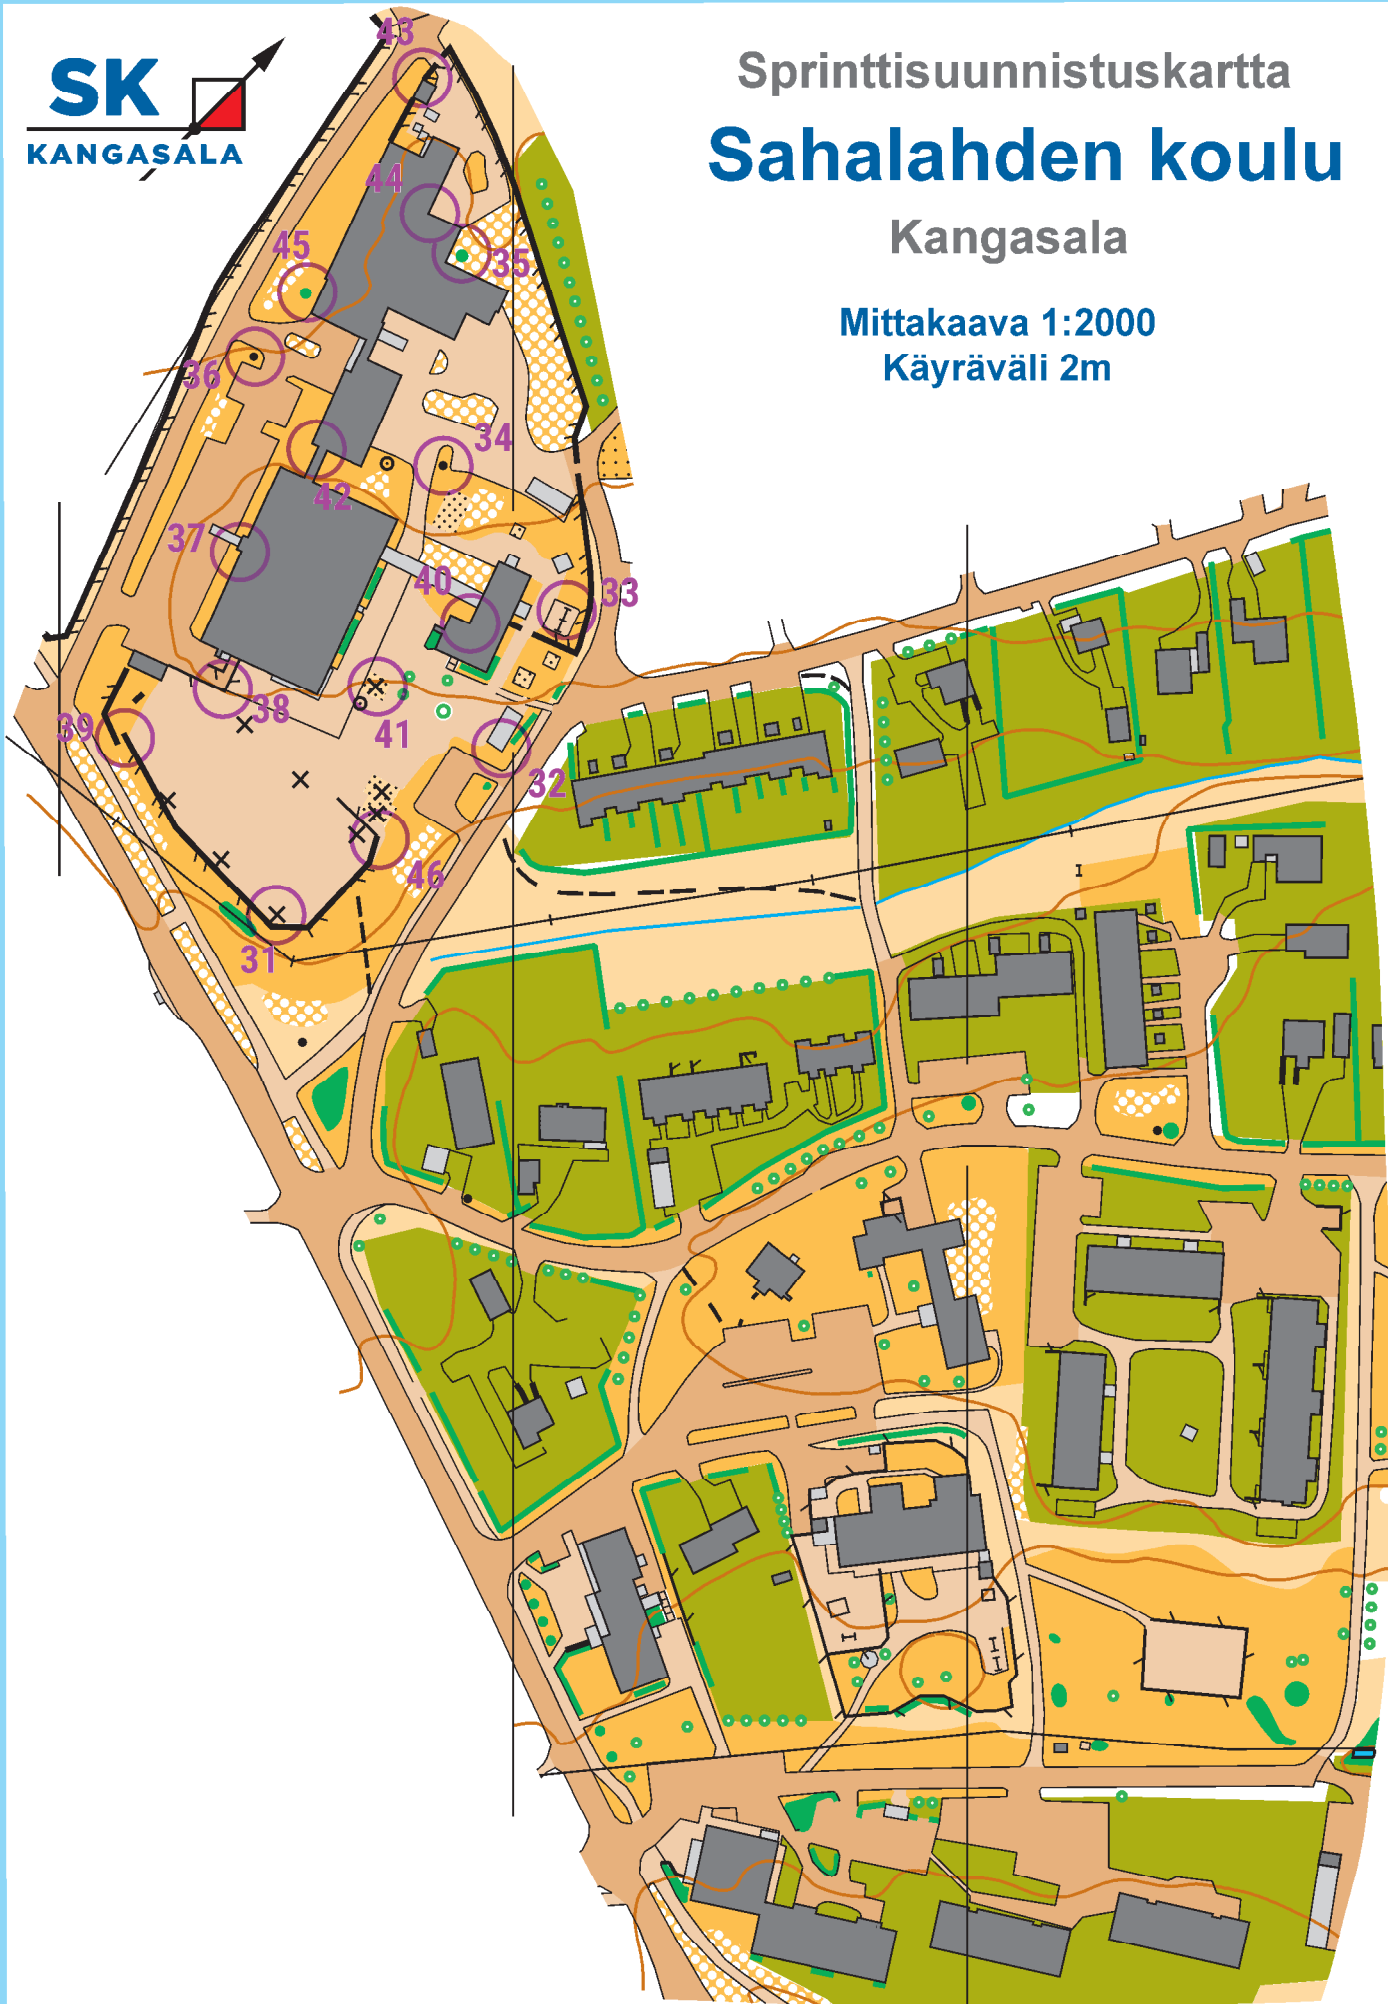 SK
KANGASALA
Sprinttisuunnistuskartta
Sahalahden koulu
Kangasala
Mittakaava 1:2000
Käyräväli 2m
43
44
45
35
36
34
42
37
40
33
38
39
41
32
46
31